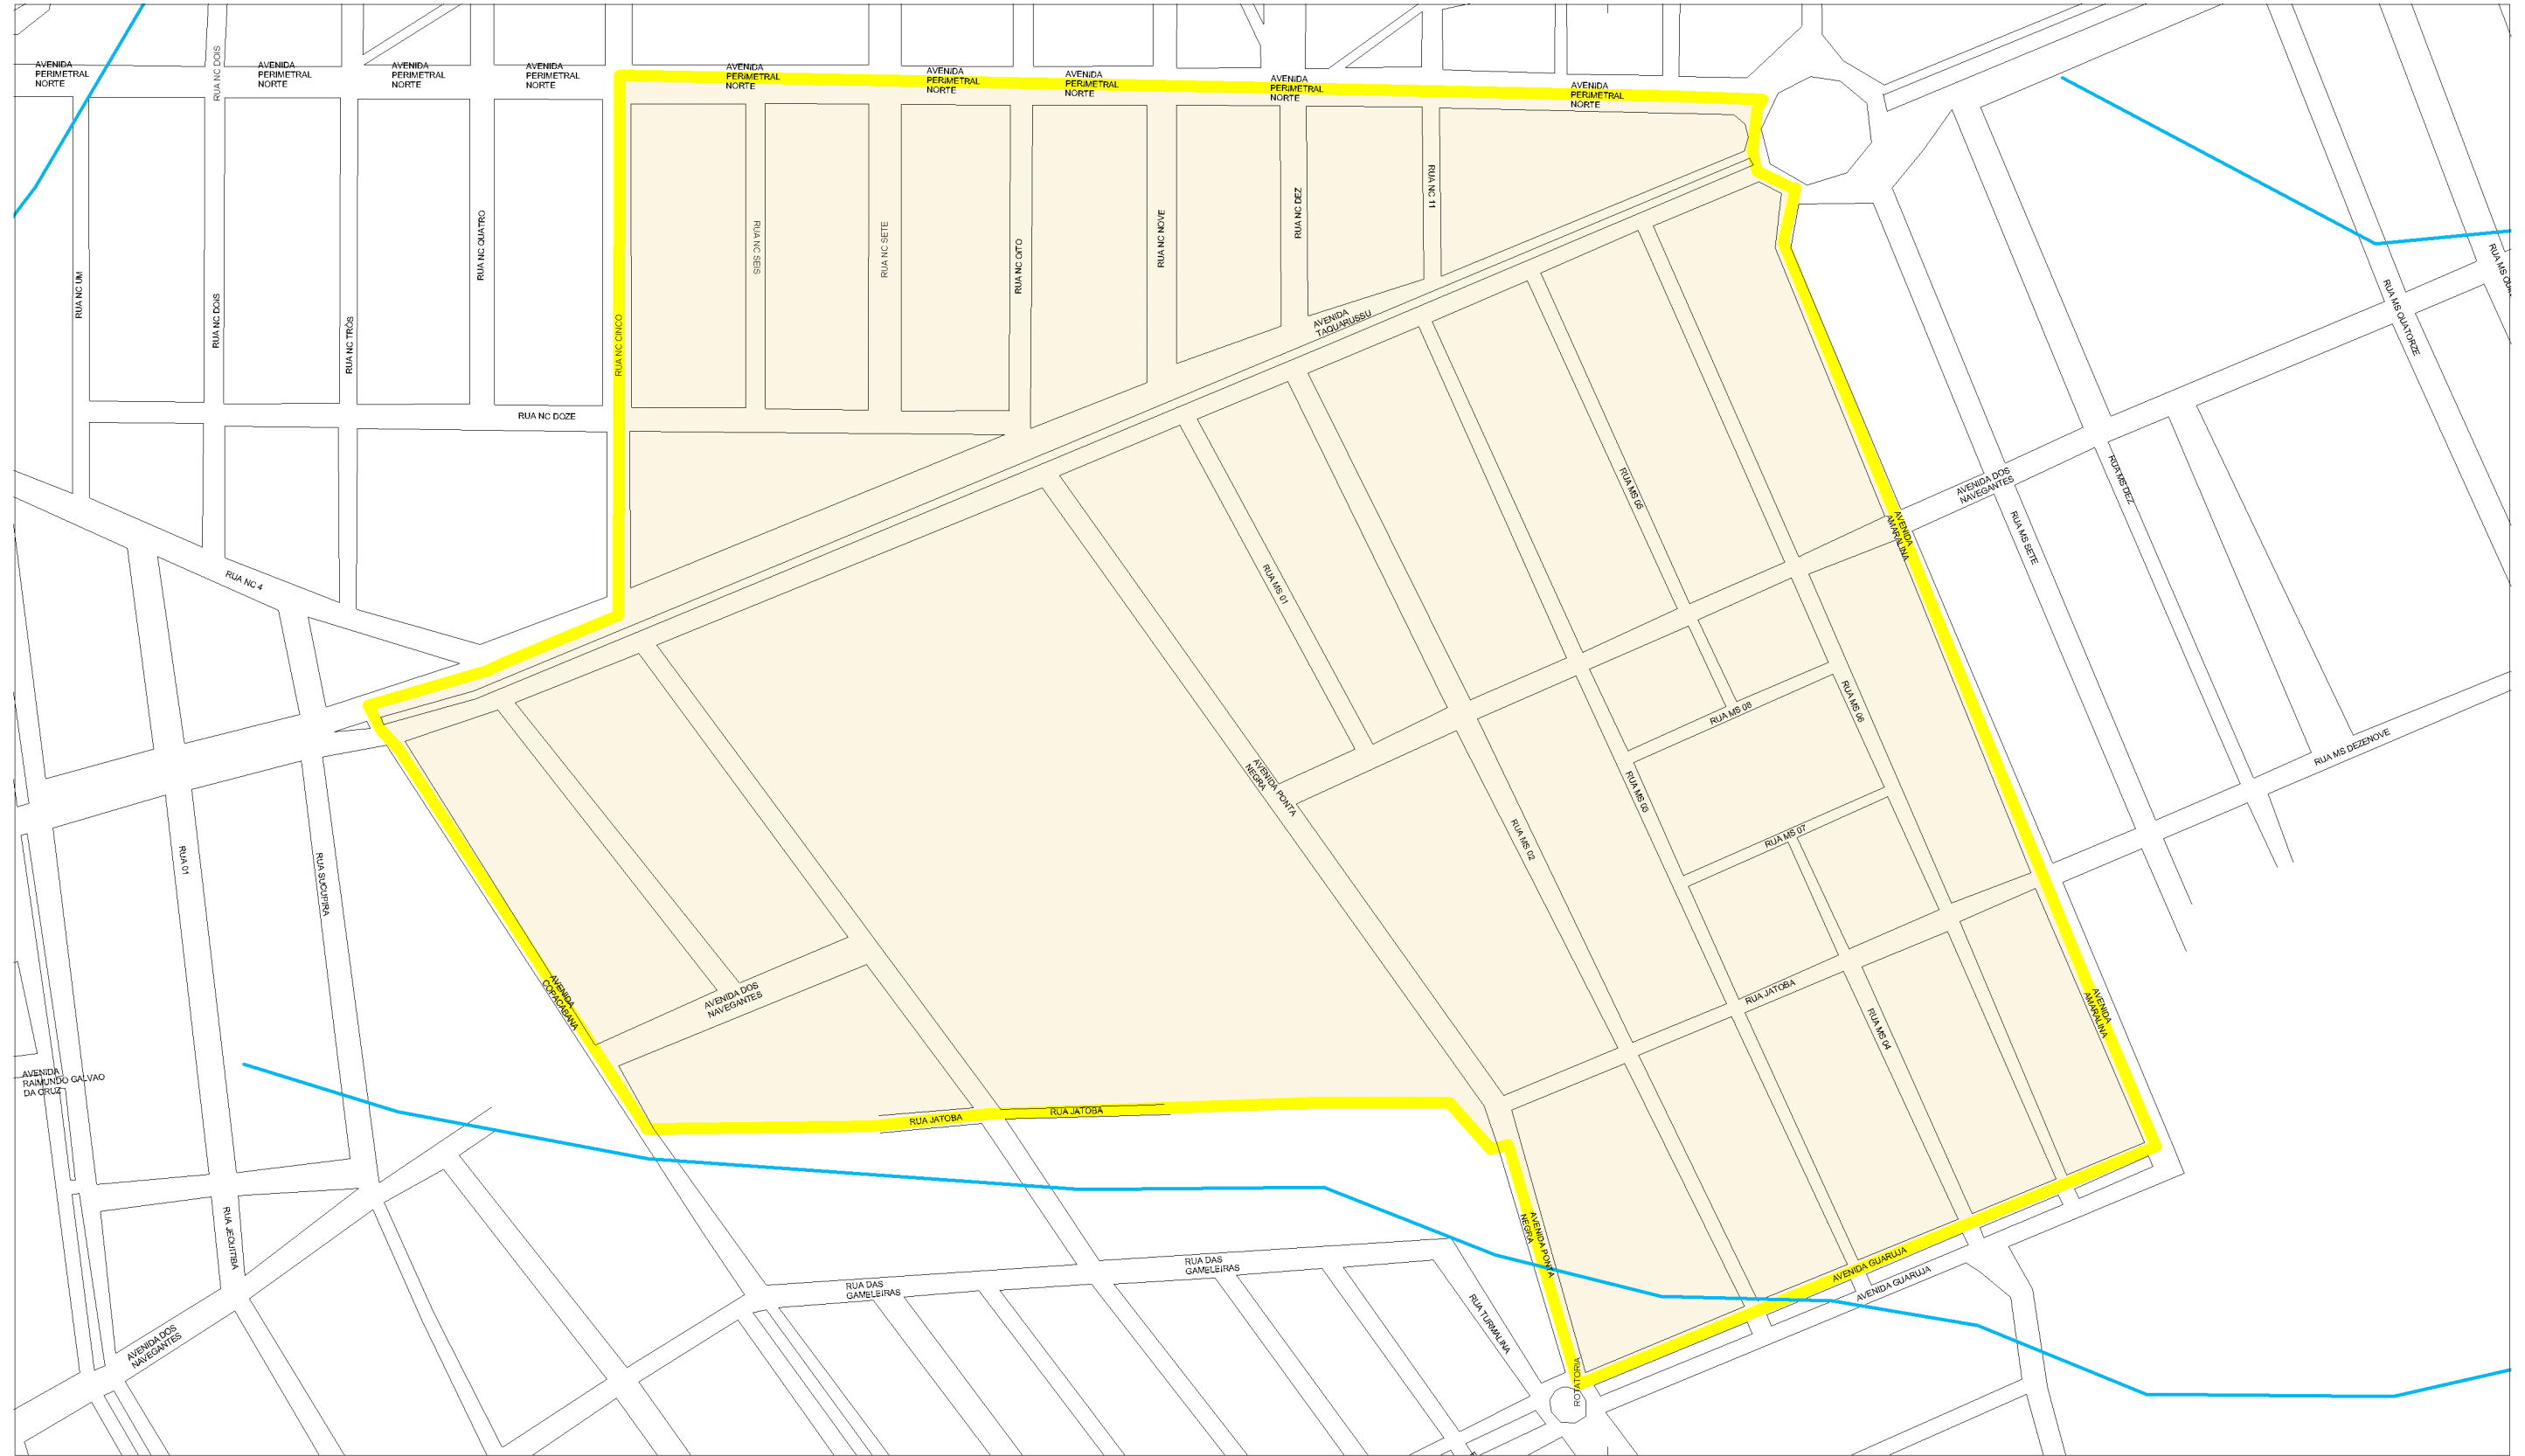 RUA NC DOIS
AVENIDA
PERIMETRAL
NORTE
AVENIDA
PERIMETRAL
NORTE
AVENIDA
PERIMETRAL
NORTE
AVENIDA
PERIMETRAL
NORTE
AVENIDA
PERIMETRAL
NORTE
AVENIDA
PERIMETRAL
NORTE
AVENIDA
PERIMETRAL
NORTE
AVENIDA
PERIMETRAL
NORTE
AVENIDA
PERIMETRAL
NORTE
RUA NC UM
RUA NC DOIS
RUA NC TRÒS
RUA NC QUATRO
RUA NC CINCO
RUA NC SEIS
RUA NC SETE
RUA NC OITO
RUA NC NOVE
RUA NC DEZ
RUA NC 11
AVENIDA
TAQUARUSSU
RUA MS QUATORZE
RUA NC DOZE
RUA MS 05
AVENIDA DOS
NAVEGANTES
RUA MS DEZ
RUA MS SETE
AVENIDA
AMARALINA
RUA NC 4
RUA MS 01
RUA MS 06
RUA MS 08
RUA MS DEZENOVE
AVENIDA PONTA
NEGRA
RUA MS 03
RUA MS 02
RUA MS 07
RUA 01
RUA SUCUPIRA
AVENIDA
COPACABANA
AVENIDA DOS
NAVEGANTES
RUA JATOBA
RUA MS 04
AVENIDA
AMARALINA
AVENIDA
RAIMUNDO GALVAO
DA CRUZ
RUA JATOBA
RUA JATOBA
RUA JEQUITIBA
AVENIDA PONTA
NEGRA
RUA DAS
GAMELEIRAS
RUA DAS
GAMELEIRAS
AVENIDA GUARUJA
AVENIDA GUARUJA
RUA TURMALINA
AVENIDA DOS
NAVEGANTES
ROTATORIA